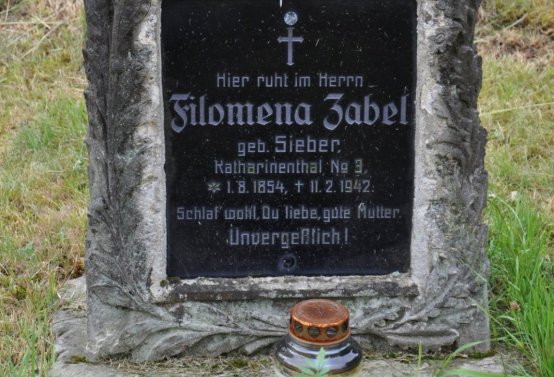 Hier ruht im Herrn
Filomena Zabel
geb. Sieber,
Katharinenthal No 3,
* 1. 8. 1854, † 11. 2. 1942.
Schlaf wohl, Du liebe, gute Mutter.
Unvergeßlich!